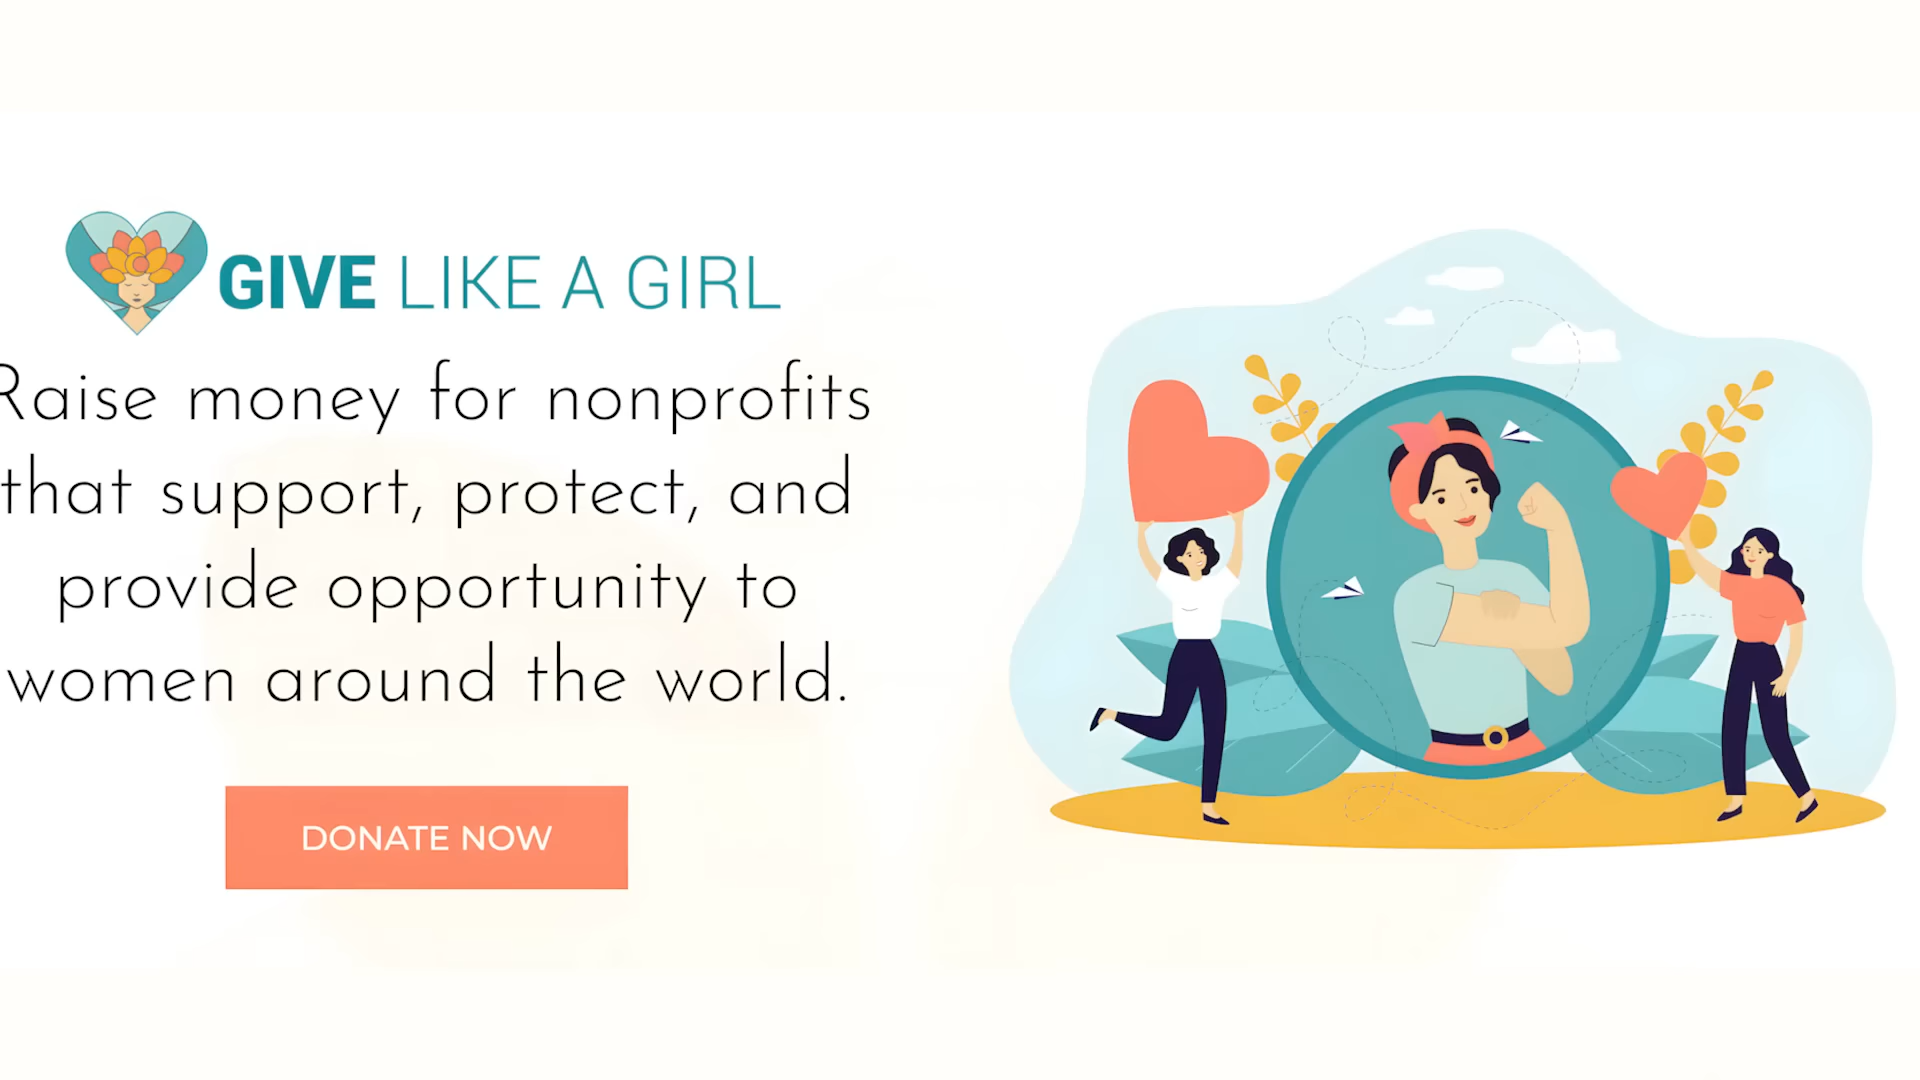 GIVE LIKE A GIRL
Raise money for nonprofits
that support, protect, and
provide opportunity to
women around the world.
DONATE NOW